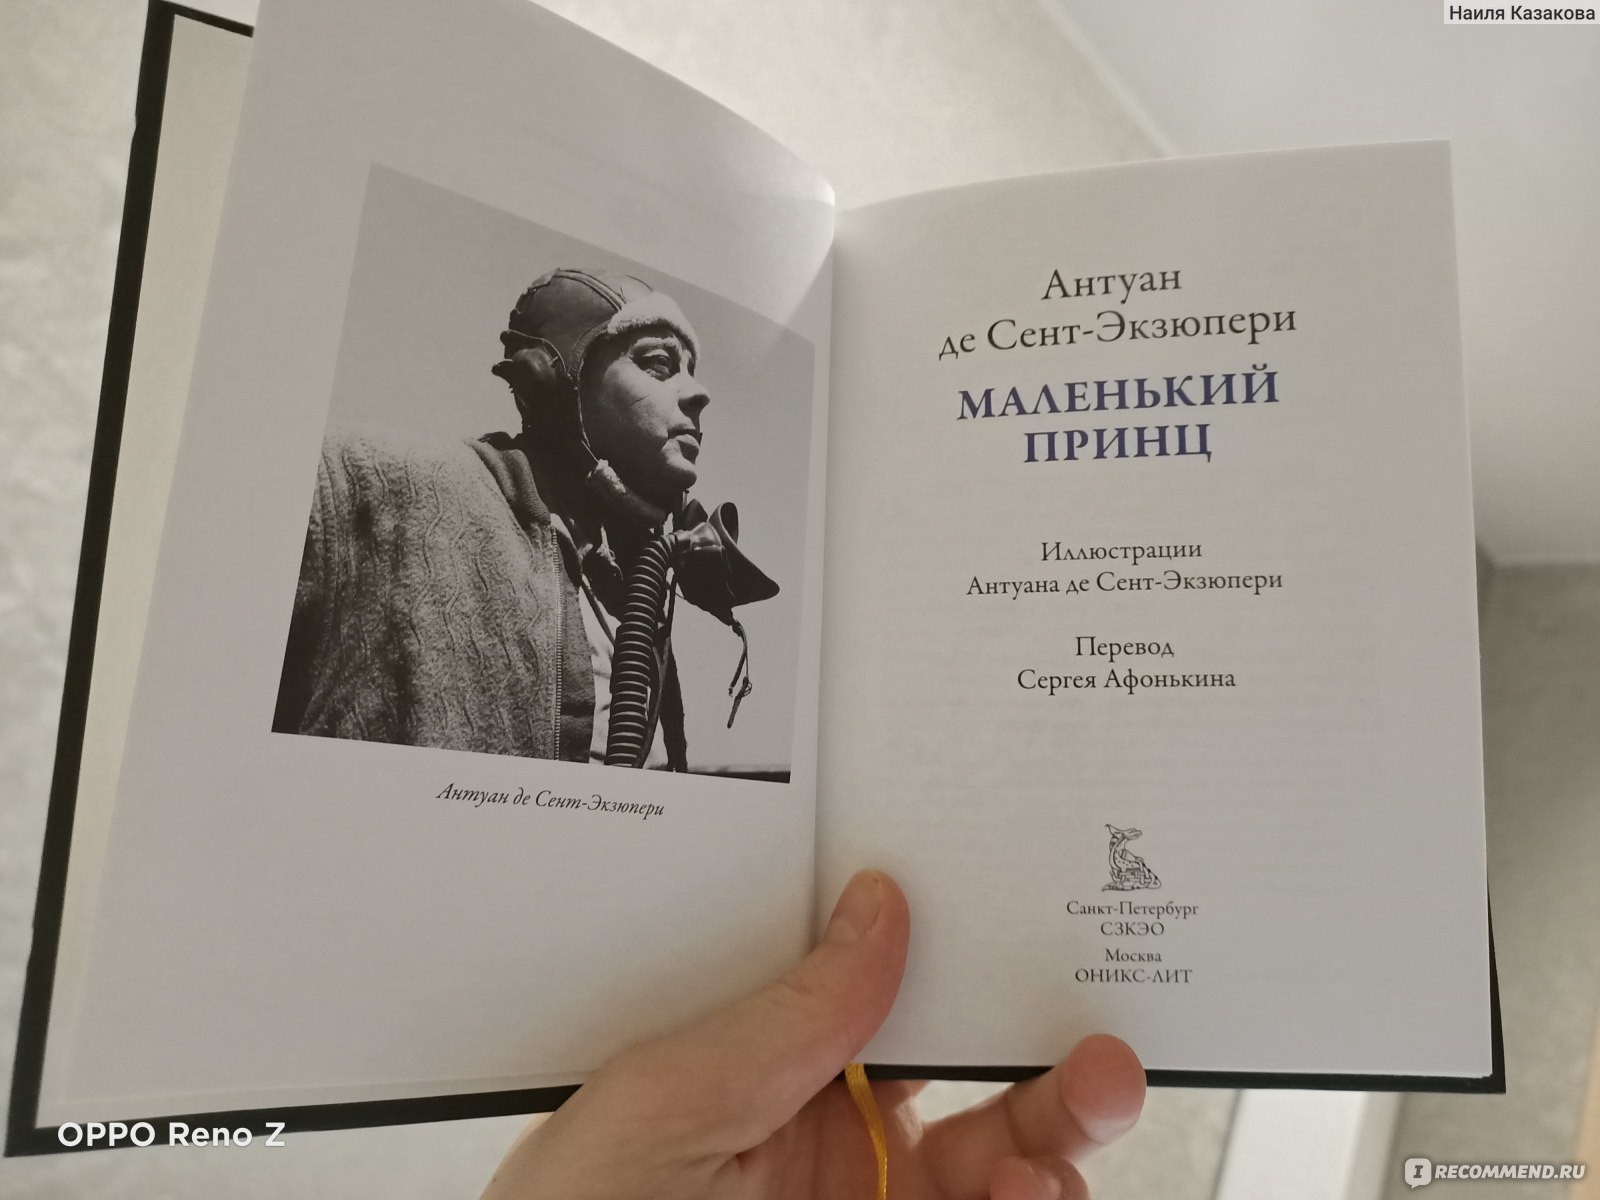 Наиля Казакова
Антуан де Сент-Экзюпери
Антуан
де Сент-Экзюпери
МАЛЕНЬКИЙ
ПРИНЦ
Иллюстрации
Антуана де Сент-Экзюпери
Перевод
Сергея Афонькина
Санкт-Петербург
СЗКЭО
Москва
ОНИКС-ЛИТ
OPPO Reno Z
IRECOMMEND.RU